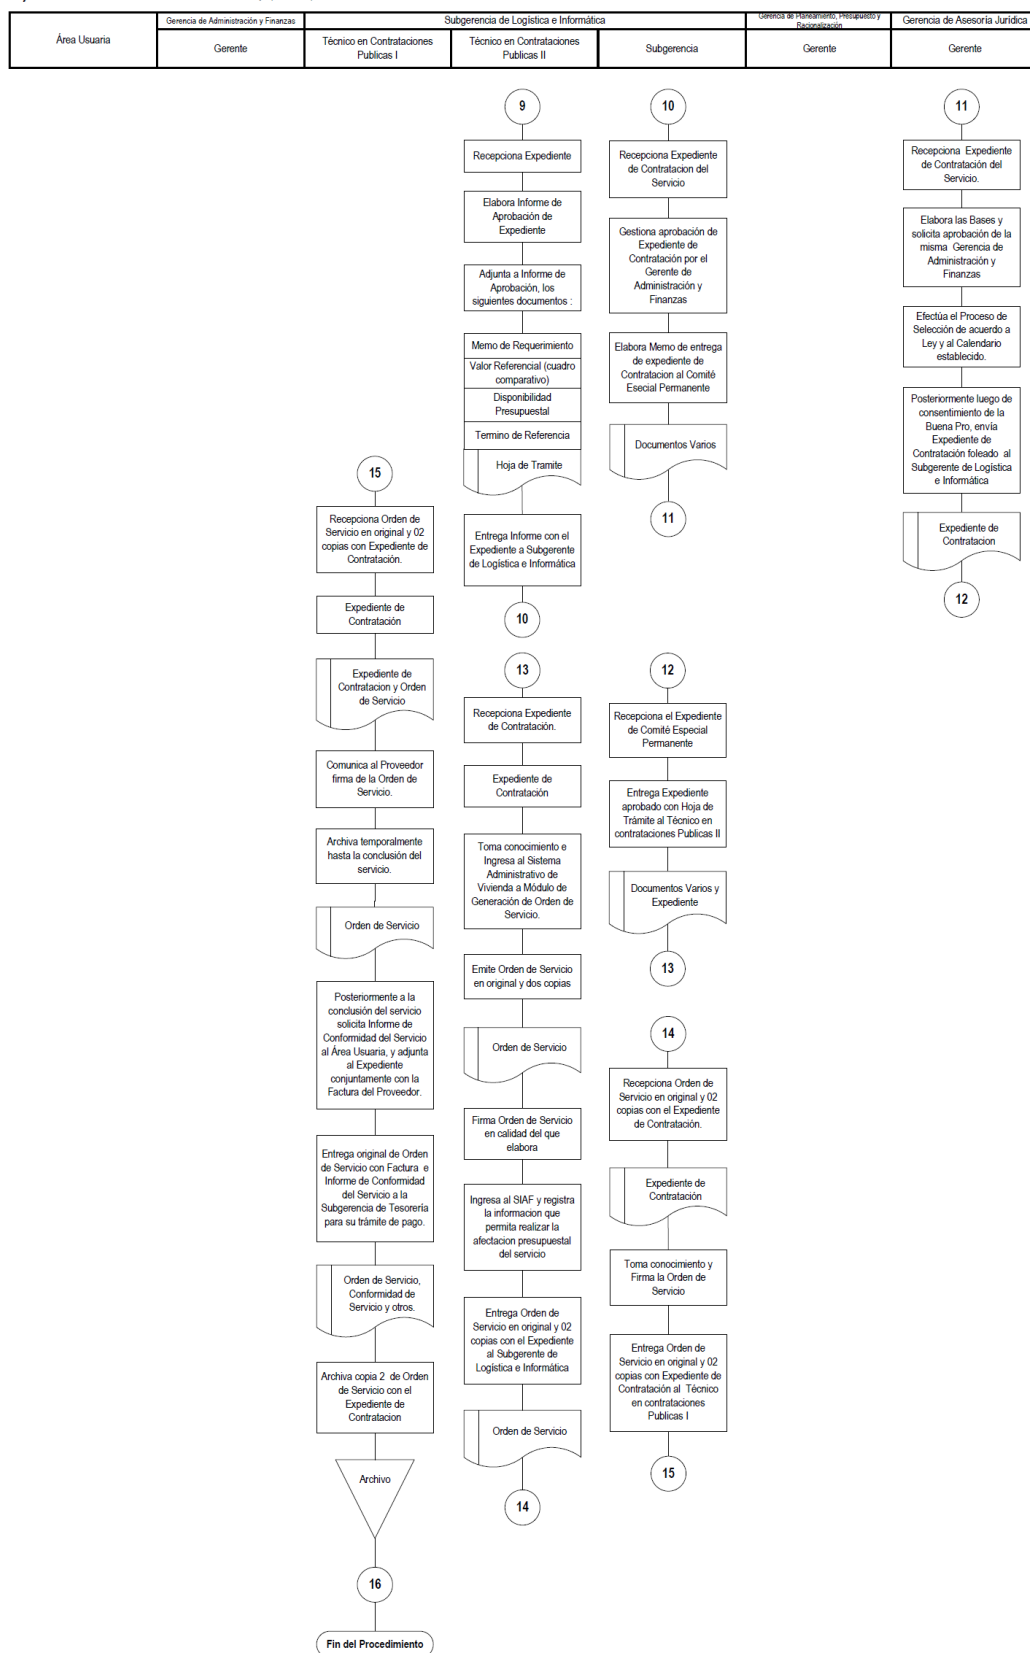 Área Usuaria
Gerencia de Administración y Finanzas
Gerente
Subgerencia de Logística e Informática
Técnico en Contrataciones
Publicas I
Técnico en Contrataciones
Publicas II
Subgerencia
Gerencia de Planeamiento, Presupuesto y
Racionalización
Gerente
Gerencia de Asesoría Jurídica
Gerente
15
Recepciona Orden de
Servicio en original y 02
copias con Expediente de
Contratación.
Expediente de
Contratación
Expediente de
Contratacion y Orden
de Servicio
Comunica al Proveedor
firma de la Orden de
Servicio.
Archiva temporalmente
hasta la conclusión del
servicio.
Orden de Servicio
Posteriormente a la
conclusión del servicio
solicita Informe de
Conformidad del Servicio
al Área Usuaria, y adjunta
al Expediente
conjuntamente con la
Factura del Proveedor.
Entrega original de Orden
de Servicio con Factura e
Informe de Conformidad
del Servicio a la
Subgerencia de Tesorería
para su trámite de pago.
Orden de Servicio,
Conformidad de
Servicio y otros.
Archiva copia 2 de Orden
de Servicio con el
Expediente de
Contratacion
Archivo
16
Fin del Procedimiento
9
Recepciona Expediente
Elabora Informe de
Aprobación de
Expediente
Adjunta a Informe de
Aprobación, los
siguientes documentos :
Memo de Requerimiento
Valor Referencial (cuadro
comparativo)
Disponibilidad
Presupuestal
Termino de Referencia
Hoja de Tramite
Entrega Informe con el
Expediente a Subgerente
de Logística e Informática
10
13
Recepciona Expediente
de Contratación.
Expediente de
Contratación
Toma conocimiento e
Ingresa al Sistema
Administrativo de
Vivienda a Módulo de
Generación de Orden de
Servicio.
Emite Orden de Servicio
en original y dos copias
Orden de Servicio
Firma Orden de Servicio
en calidad del que
elabora
Ingresa al SIAF y registra
la informacion que
permita realizar la
afectacion presupuestal
del servicio
Entrega Orden de
Servicio en original y 02
copias con el Expediente
al Subgerente de
Logística e Informática
Orden de Servicio
14
10
Recepciona Expediente
de Contratacion del
Servicio
Gestiona aprobación de
Expediente de
Contratación por el
Gerente de
Administración y
Finanzas
Elabora Memo de entrega
de expediente de
Contratacion al Comité
Esecial Permanente
Documentos Varios
11
12
Recepciona el Expediente
de Comité Especial
Permanente
Entrega Expediente
aprobado con Hoja de
Trámite al Técnico en
contrataciones Publicas II
Documentos Varios y
Expediente
13
14
Recepciona Orden de
Servicio en original y 02
copias con el Expediente
de Contratación.
Expediente de
Contratación
Toma conocimiento y
Firma la Orden de
Servicio
Entrega Orden de
Servicio en original y 02
copias con Expediente de
Contratación al Técnico
en contrataciones
Publicas I
15
11
Recepciona Expediente
de Contratación del
Servicio.
Elabora las Bases y
solicita aprobación de la
misma Gerencia de
Administración y
Finanzas
Efectúa el Proceso de
Selección de acuerdo a
Ley y al Calendario
establecido.
Posteriormente luego de
consentimiento de la
Buena Pro, envía
Expediente de
Contratación foleado al
Subgerente de Logística
e Informática
Expediente de
Contratacion
12